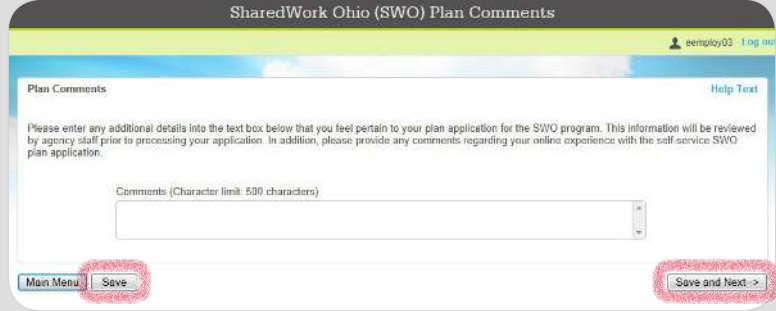 SharedWork Ohio (SWO) Plan Comments
eemploy03 Log out
Plan Comments
Help Text
Please enter any additional details into the text box below that you feel pertain to your plan application for the SWO program. This information will be reviewed
by agency staff prior to processing your application. In addition, please provide any comments regarding your online experience with the self-service SWO
plan application.
Comments (Character limit: 500 characters)
Main Menu Save Save and Next ->